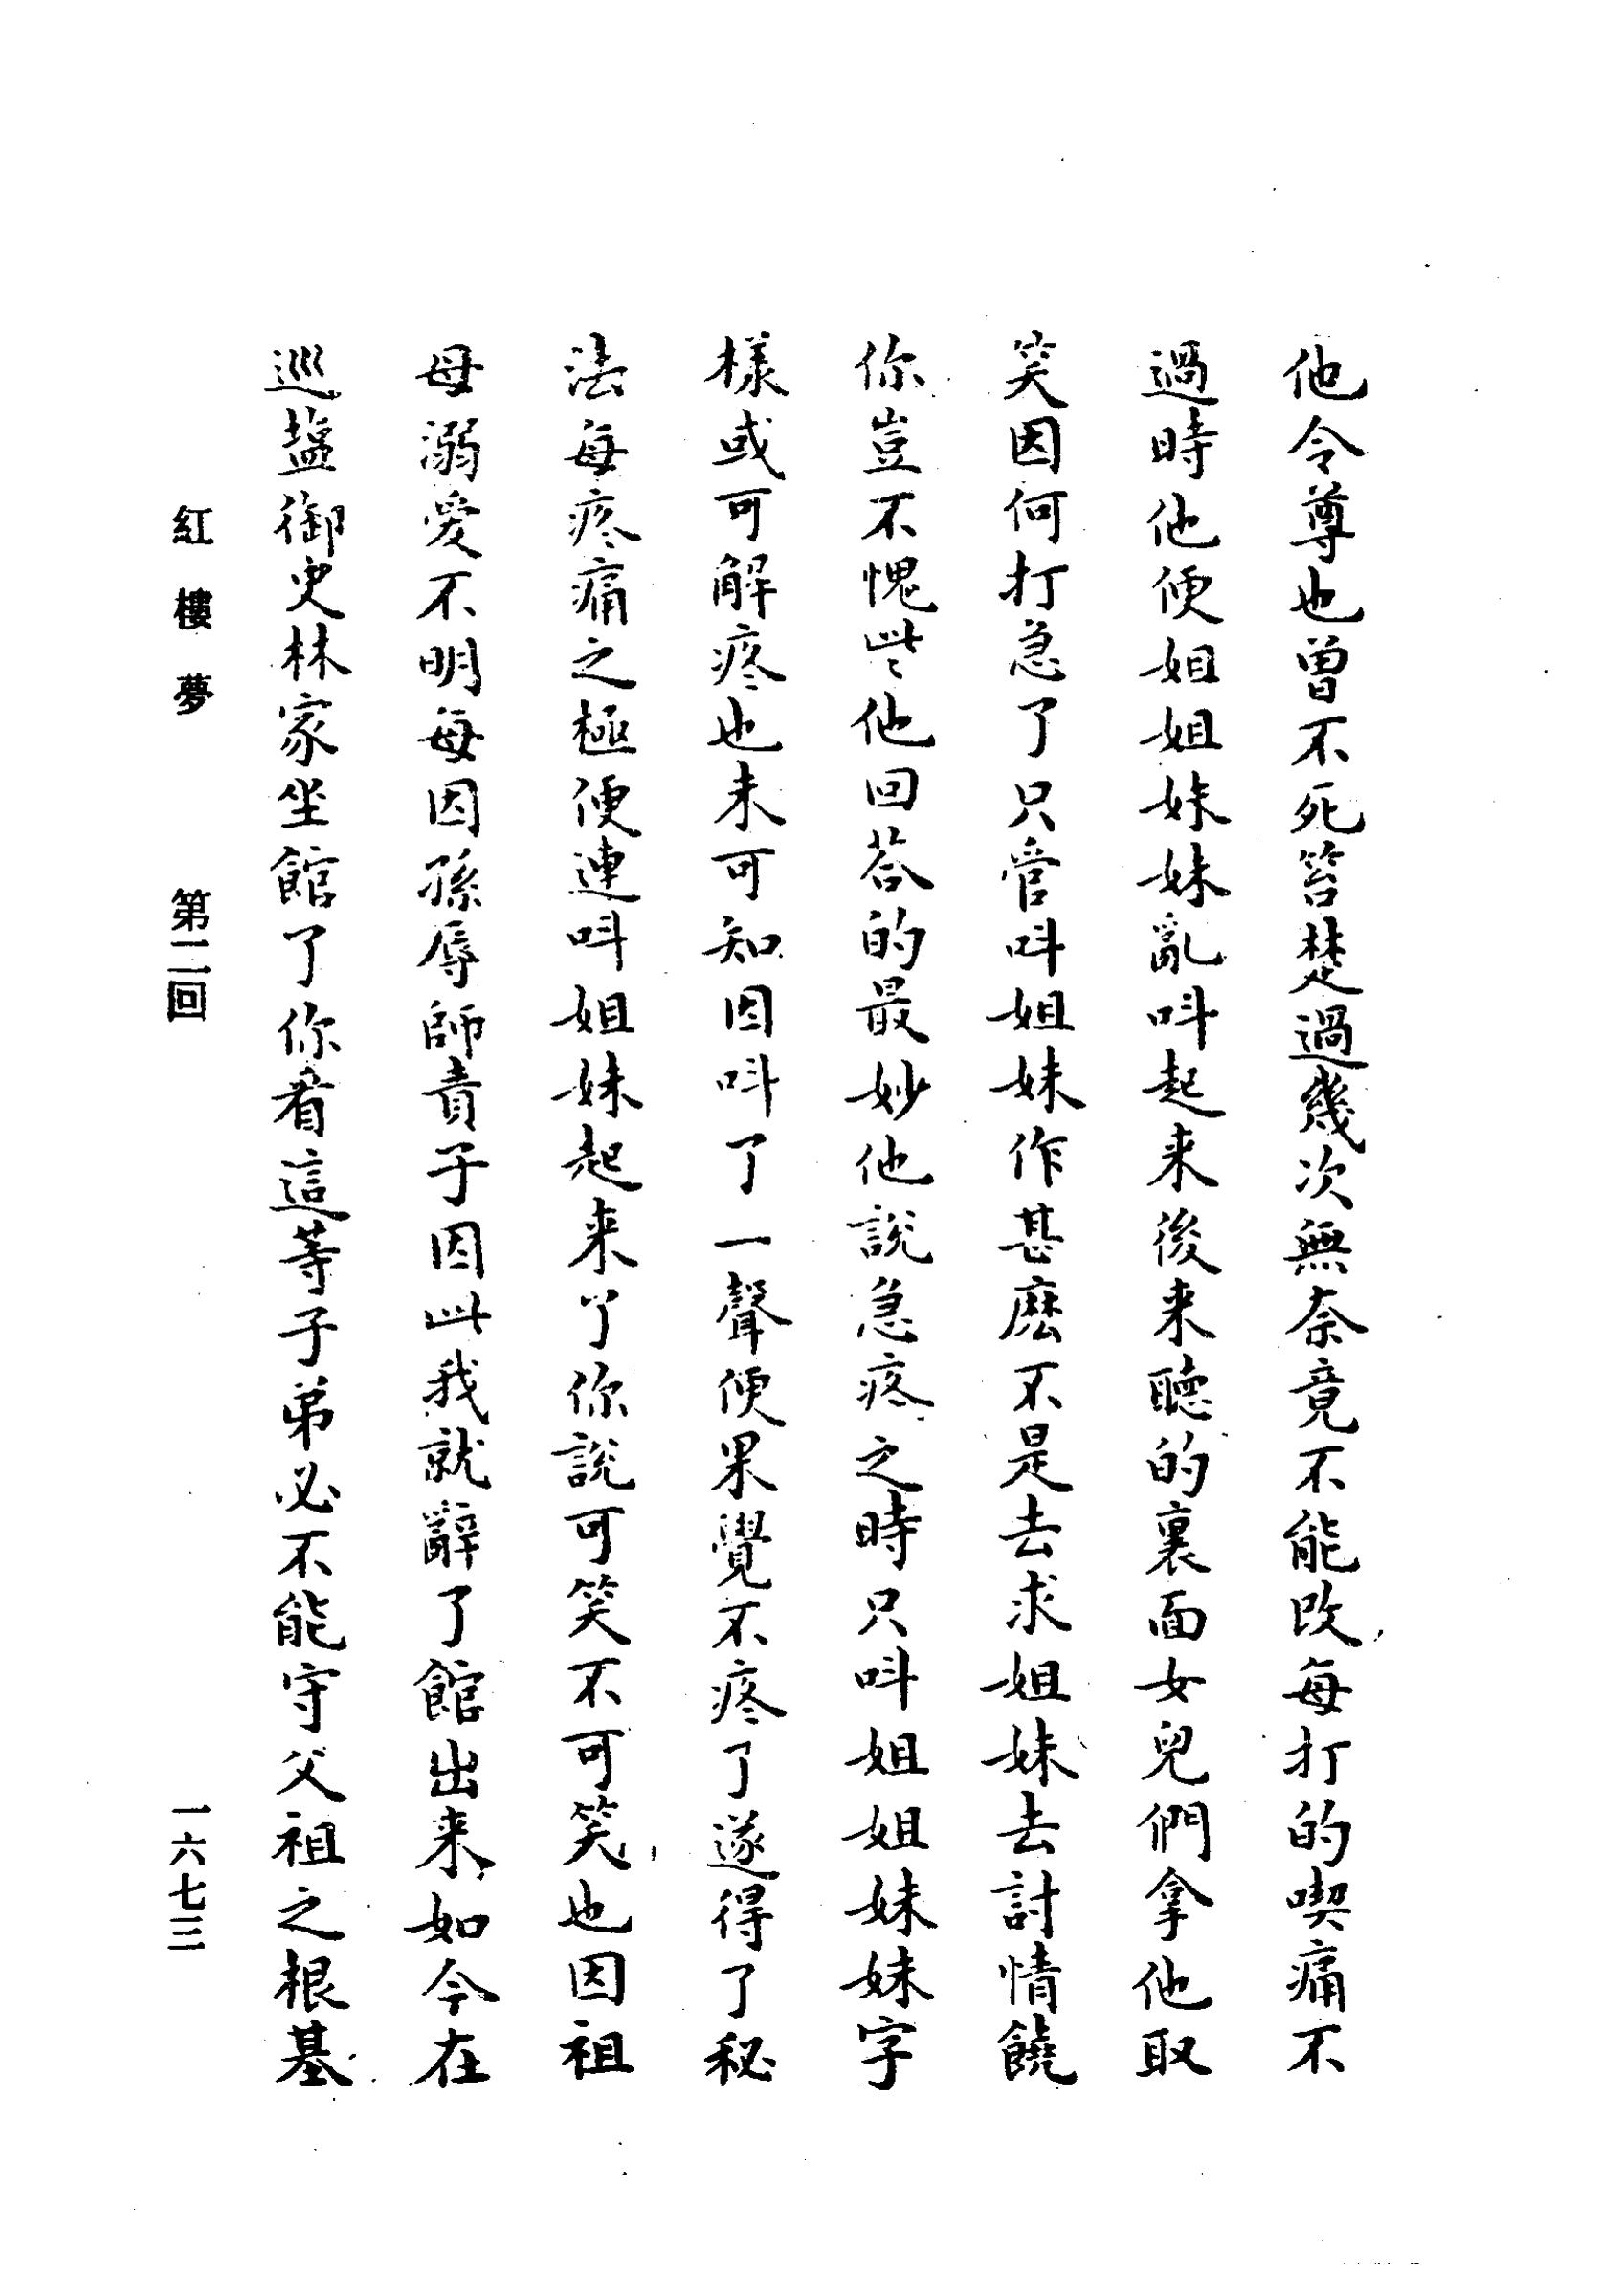 他令尊也曾不死笞楚過幾次無奈竟不能改每打的喫痛不
過時他便姐姐妹妹亂呌起来後来聽的裏面女兒們拿他取
笑因何打急了只管呌姐妹作甚麽不是去求姐妹去討情饒
你豈不愧些他回荅的最妙他說急疼之時只呌姐姐妹妹字
樣或可解疼也未可知因呌了一聲便果覺不疼了遂得了秘
法每疼痛之極便連呌姐妹起来了你說可笑不可笑也因祖
母溺爱不明每因孫辱師責子因此我就辭了館出来如今在
巡盐御史林家坐館了你看這等子弟必不能守父祖之根基
紅樓夢 第二回 一六七三